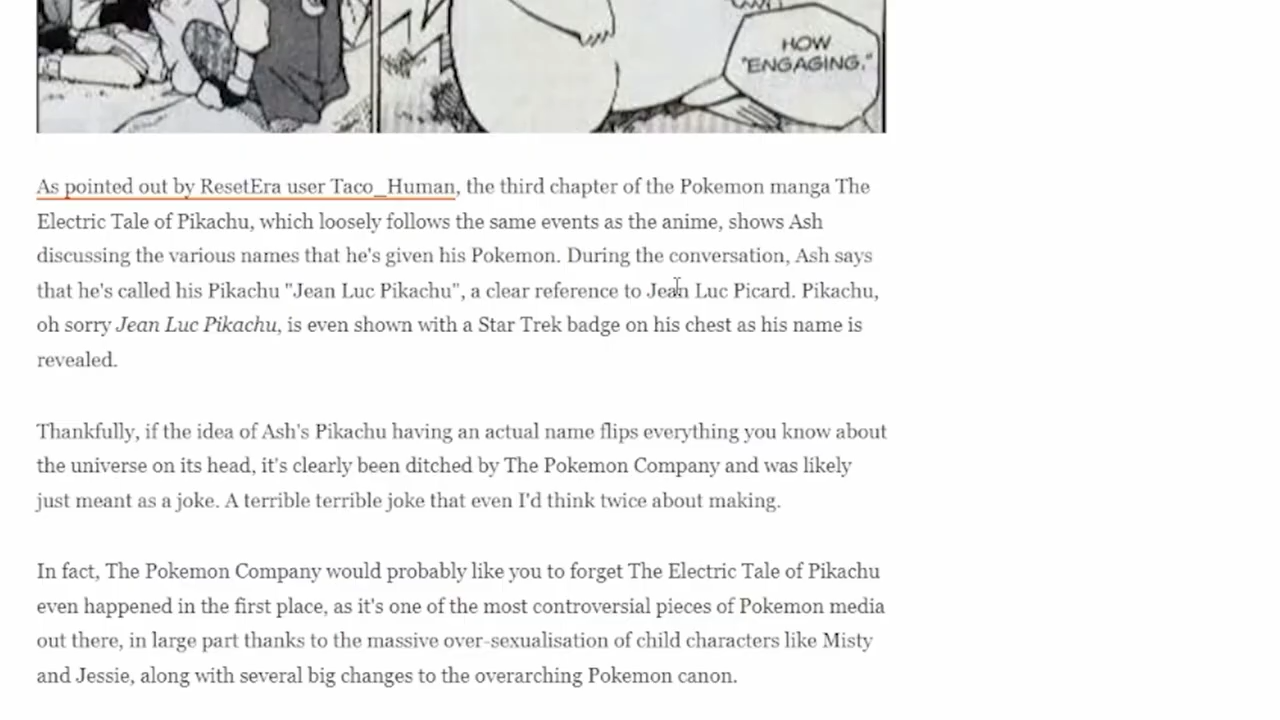 HOW
"ENGAGING."
As pointed out by ResetEra user Taco_Human, the third chapter of the Pokemon manga The
Electric Tale of Pikachu, which loosely follows the same events as the anime, shows Ash
discussing the various names that he's given his Pokemon. During the conversation, Ash says
that he's called his Pikachu "Jean Luc Pikachu", a clear reference to Jean Luc Picard. Pikachu,
oh sorry Jean Luc Pikachu, is even shown with a Star Trek badge on his chest as his name is
revealed.
Thankfully, if the idea of Ash's Pikachu having an actual name flips everything you know about
the universe on its head, it's clearly been ditched by The Pokemon Company and was likely
just meant as a joke. A terrible terrible joke that even I'd think twice about making.
In fact, The Pokemon Company would probably like you to forget The Electric Tale of Pikachu
even happened in the first place, as it's one of the most controversial pieces of Pokemon media
out there, in large part thanks to the massive over-sexualisation of child characters like Misty
and Jessie, along with several big changes to the overarching Pokemon canon.